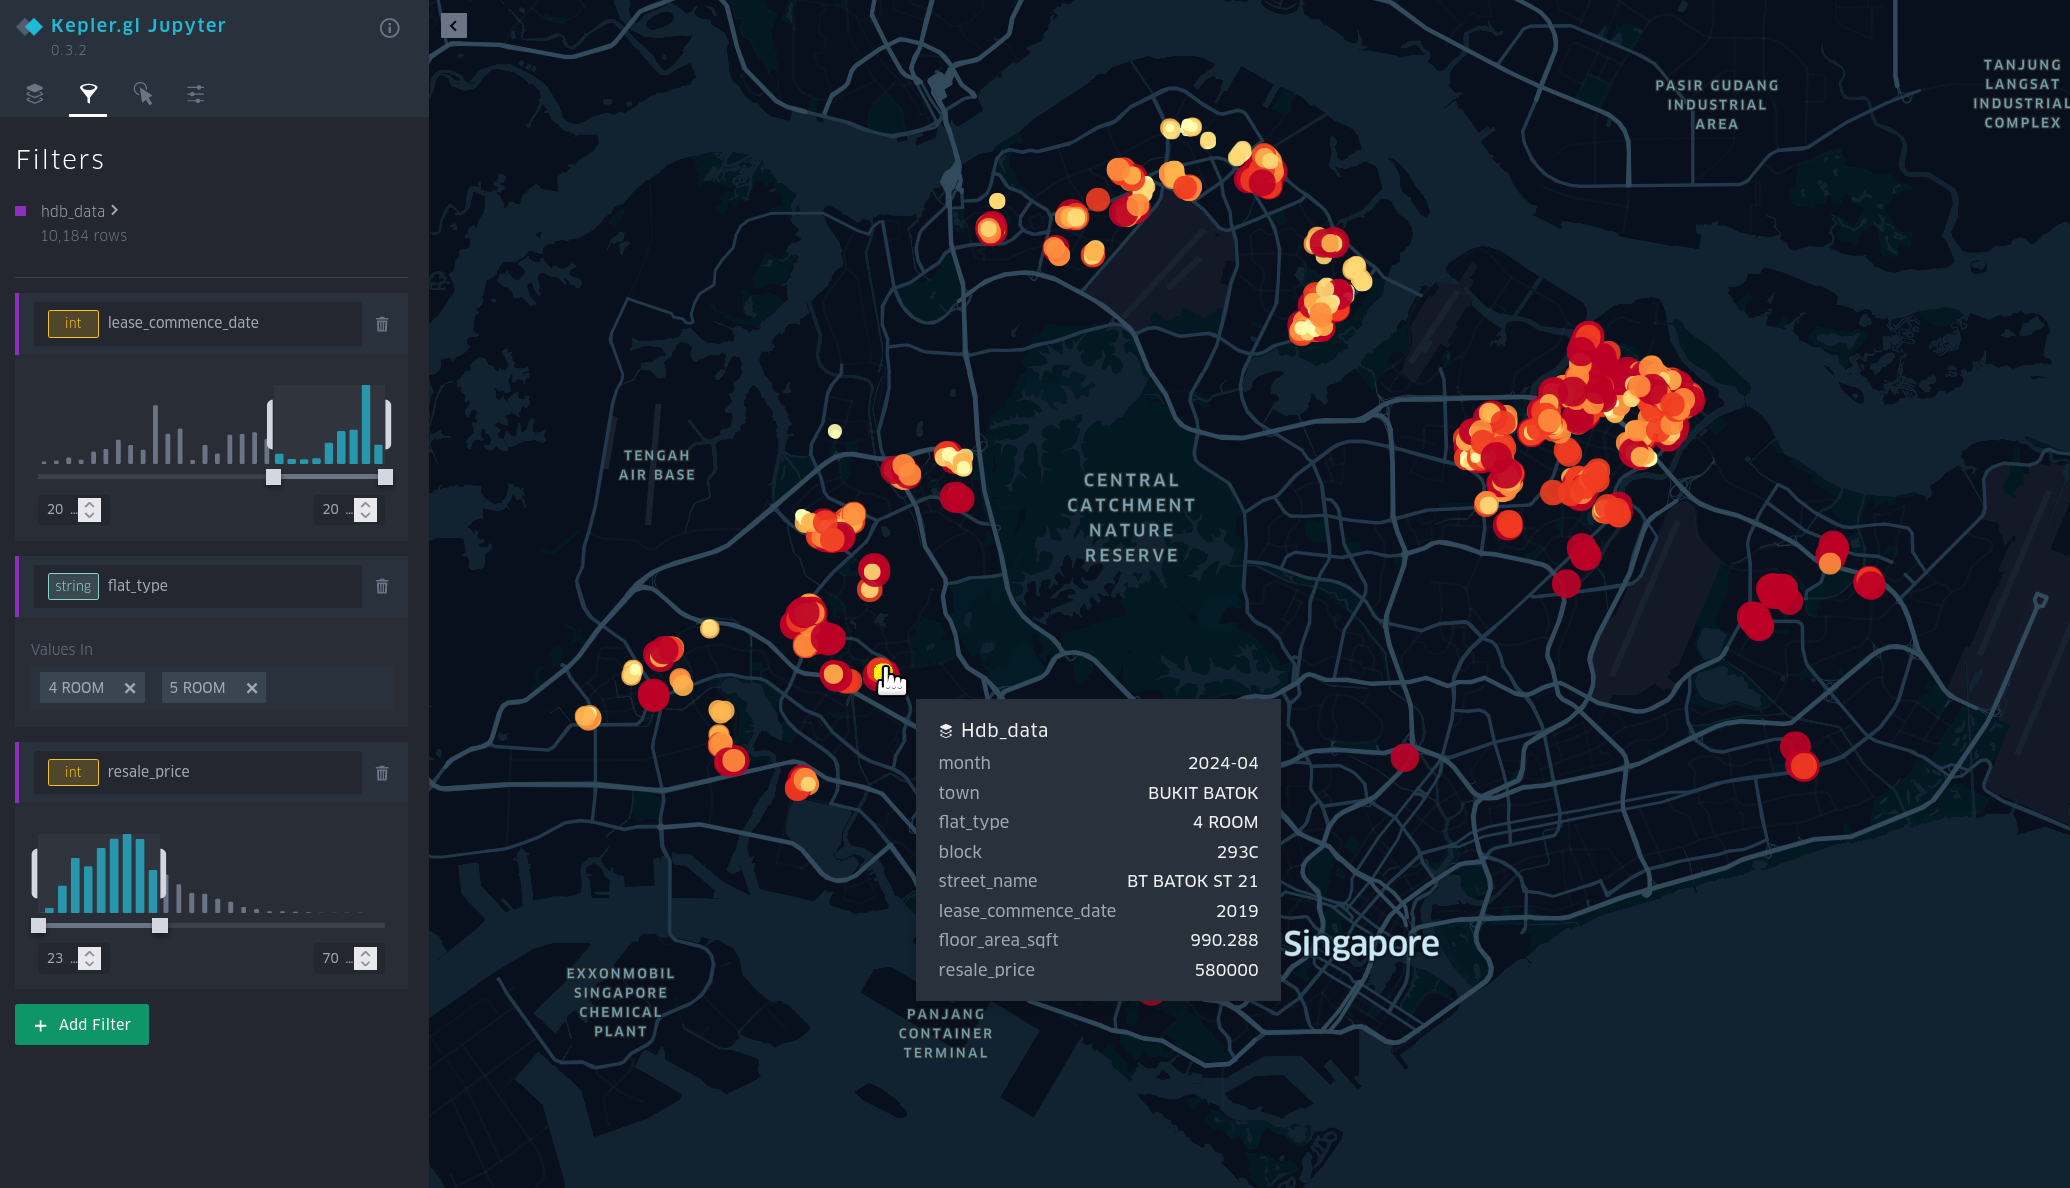 Kepler.gl Jupyter
0.3.2
Filters
hdb_data
10,184 rows
int lease_commence_date
20 ... 20 ...
string flat_type
Values In
4 ROOM 5 ROOM
int resale_price
23 ... 70 ...
+ Add Filter
PASIR GUDANG
INDUSTRIAL
AREA
TANJUNG
LANGSAT
INDUSTRIAL
COMPLEX
TENGAH
AIR BASE
CENTRAL
CATCHMENT
NATURE
RESERVE
Hdb_data
month 2024-04
town BUKIT BATOK
flat_type 4 ROOM
block 293C
street_name BT BATOK ST 21
lease_commence_date 2019
floor_area_sqft 990.288
resale_price 580000
Singapore
EXXONMOBIL
SINGAPORE
CHEMICAL
PLANT
PANJANG
CONTAINER
TERMINAL